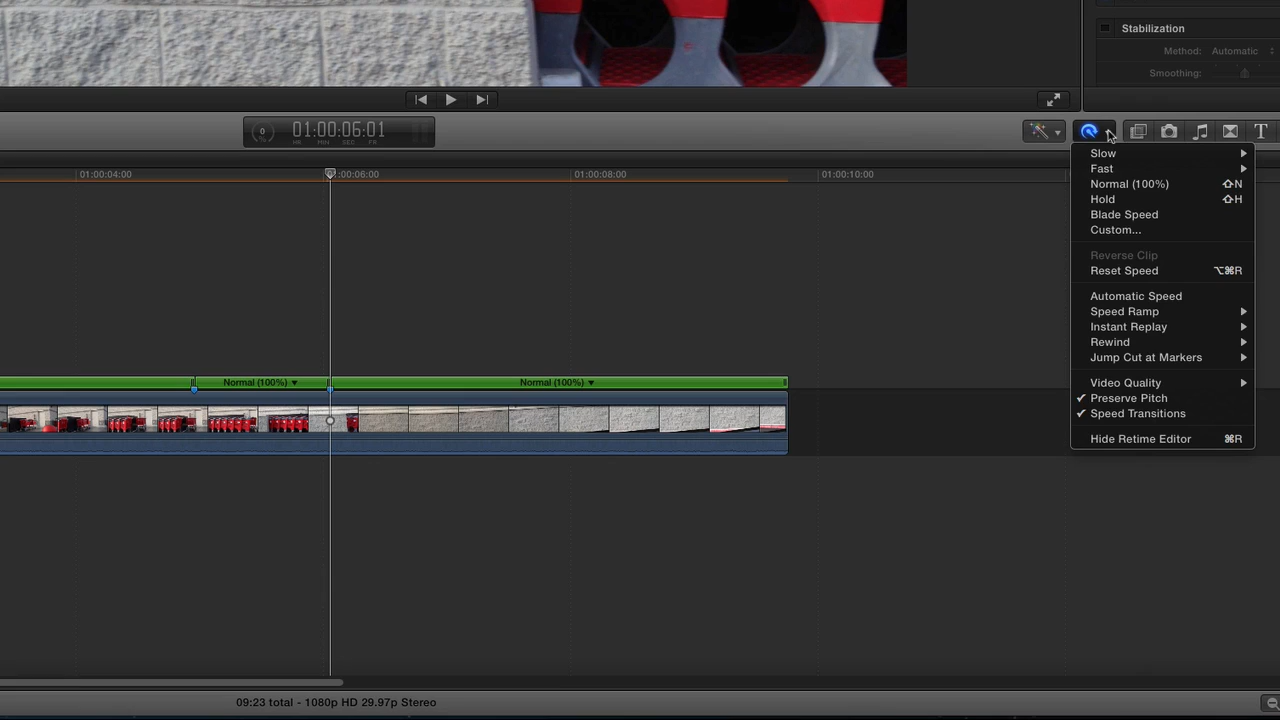 Stabilization
Method: Automatic
Smoothing:
0
%
01:00:06:01
HR MIN SEC FR
T
01:00:04:00
:00:06:00
01:00:08:00
01:00:10:00
Slow
Fast
Normal (100%) ⇧N
Hold ⇧H
Blade Speed
Custom...
Reverse Clip
Reset Speed ⌥⌘R
Automatic Speed
Speed Ramp
Instant Replay
Rewind
Jump Cut at Markers
Video Quality
✓ Preserve Pitch
✓ Speed Transitions
Hide Retime Editor ⌘R
Normal (100%)
Normal (100%)
09:23 total - 1080p HD 29.97p Stereo